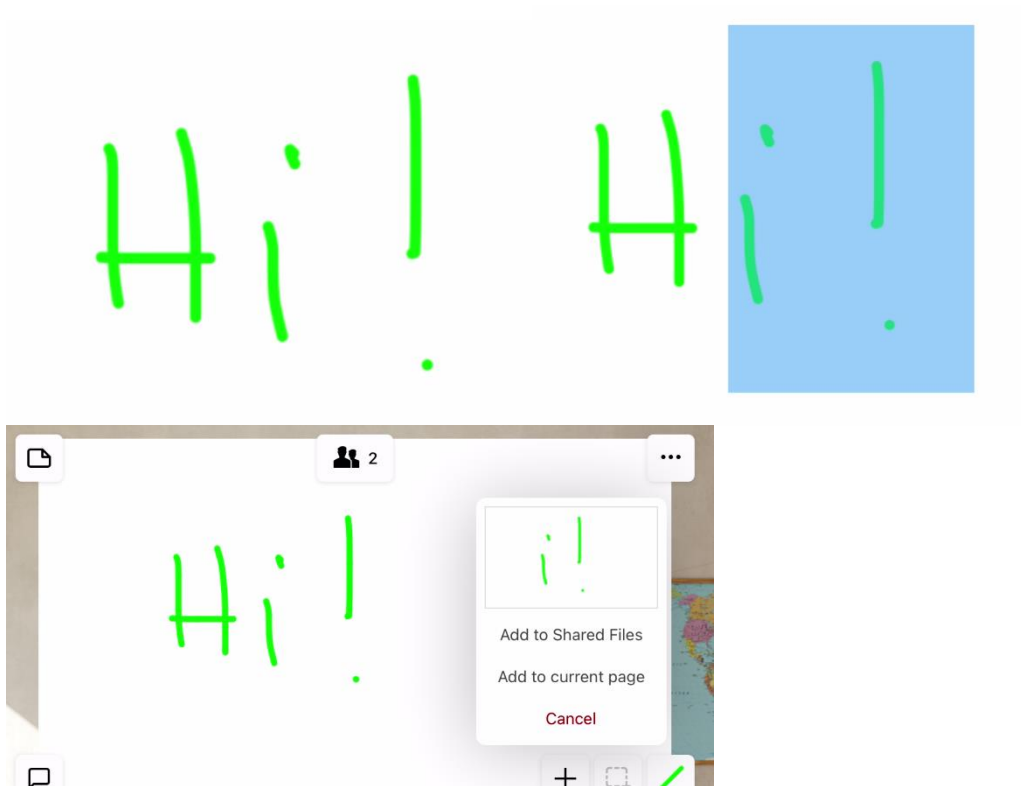 Hi! Hi!
2
Hi!
i!
Add to Shared Files
Add to current page
Cancel